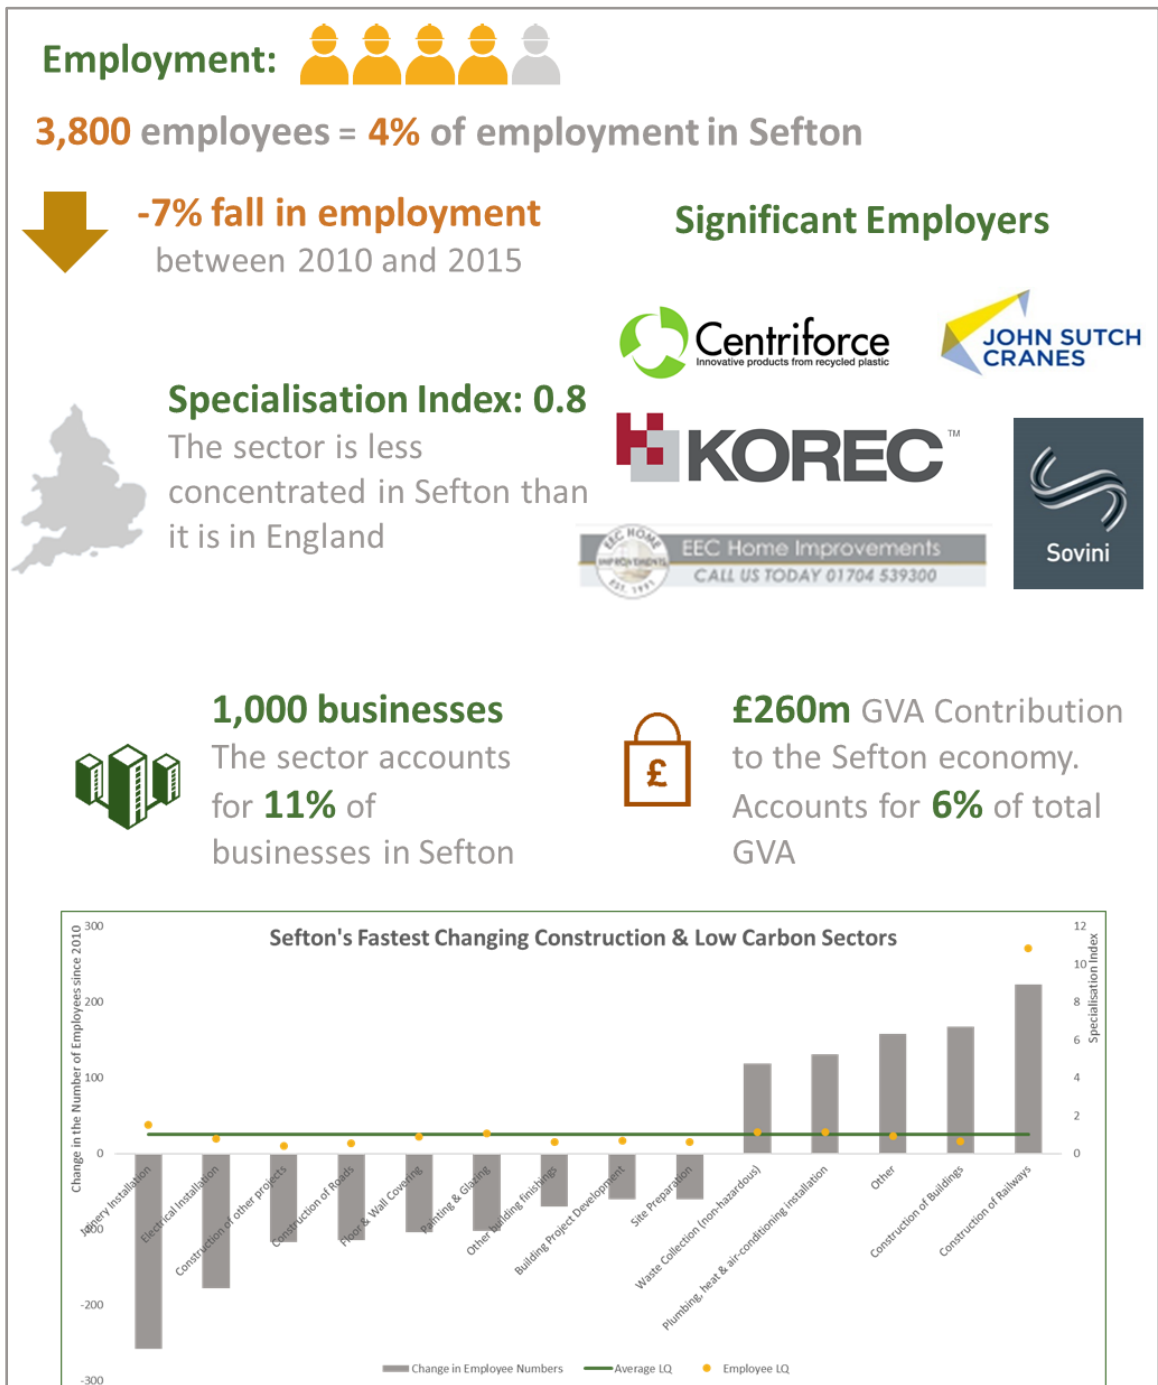 Employment:
3,800 employees = 4% of employment in Sefton
-7% fall in employment
between 2010 and 2015
Significant Employers
Centriforce
Innovative products from recycled plastic
JOHN SUTCH
CRANES
Specialisation Index: 0.8
The sector is less
concentrated in Sefton than
it is in England
KOREC™
Sovini
EEC HOME
IMPROVEMENTS
EST. 1991
EEC Home Improvements
CALL US TODAY 01704 539300
1,000 businesses
The sector accounts
for 11% of
businesses in Sefton
£
£260m GVA Contribution
to the Sefton economy.
Accounts for 6% of total
GVA
Sefton's Fastest Changing Construction & Low Carbon Sectors
Change in the Number of Employees since 2010
300
200
100
0
-100
-200
-300
Specialisation Index
12
10
8
6
4
2
0
Joinery Installation
Electrical Installation
Construction of other projects
Construction of Roads
Floor & Wall Covering
Painting & Glazing
Other building finishings
Building Project Development
Site Preparation
Waste Collection (non-hazardous)
Plumbing, heat & air-conditioning installation
Other
Construction of Buildings
Construction of Railways
Change in Employee Numbers
Average LQ
Employee LQ